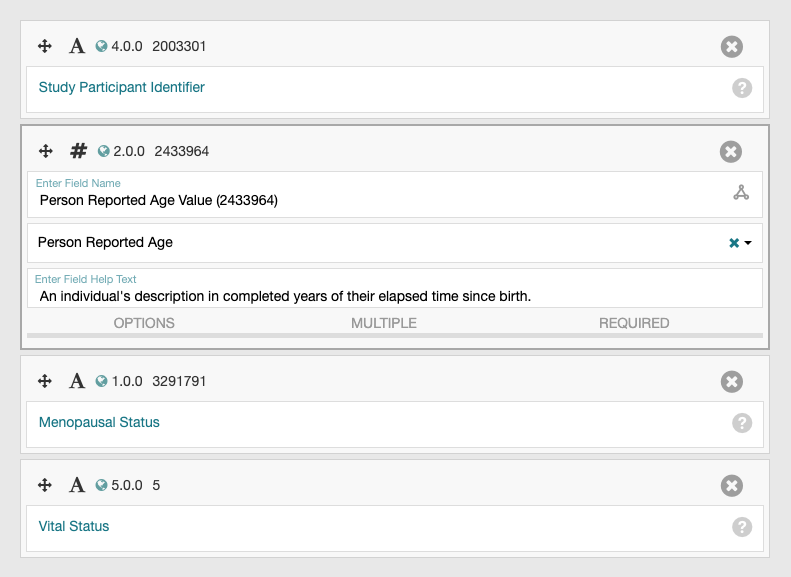 A 4.0.0 2003301
Study Participant Identifier
?
# 2.0.0 2433964
Enter Field Name
Person Reported Age Value (2433964)
Person Reported Age
Enter Field Help Text
An individual's description in completed years of their elapsed time since birth.
OPTIONS MULTIPLE REQUIRED
A 1.0.0 3291791
Menopausal Status
?
A 5.0.0 5
Vital Status
?